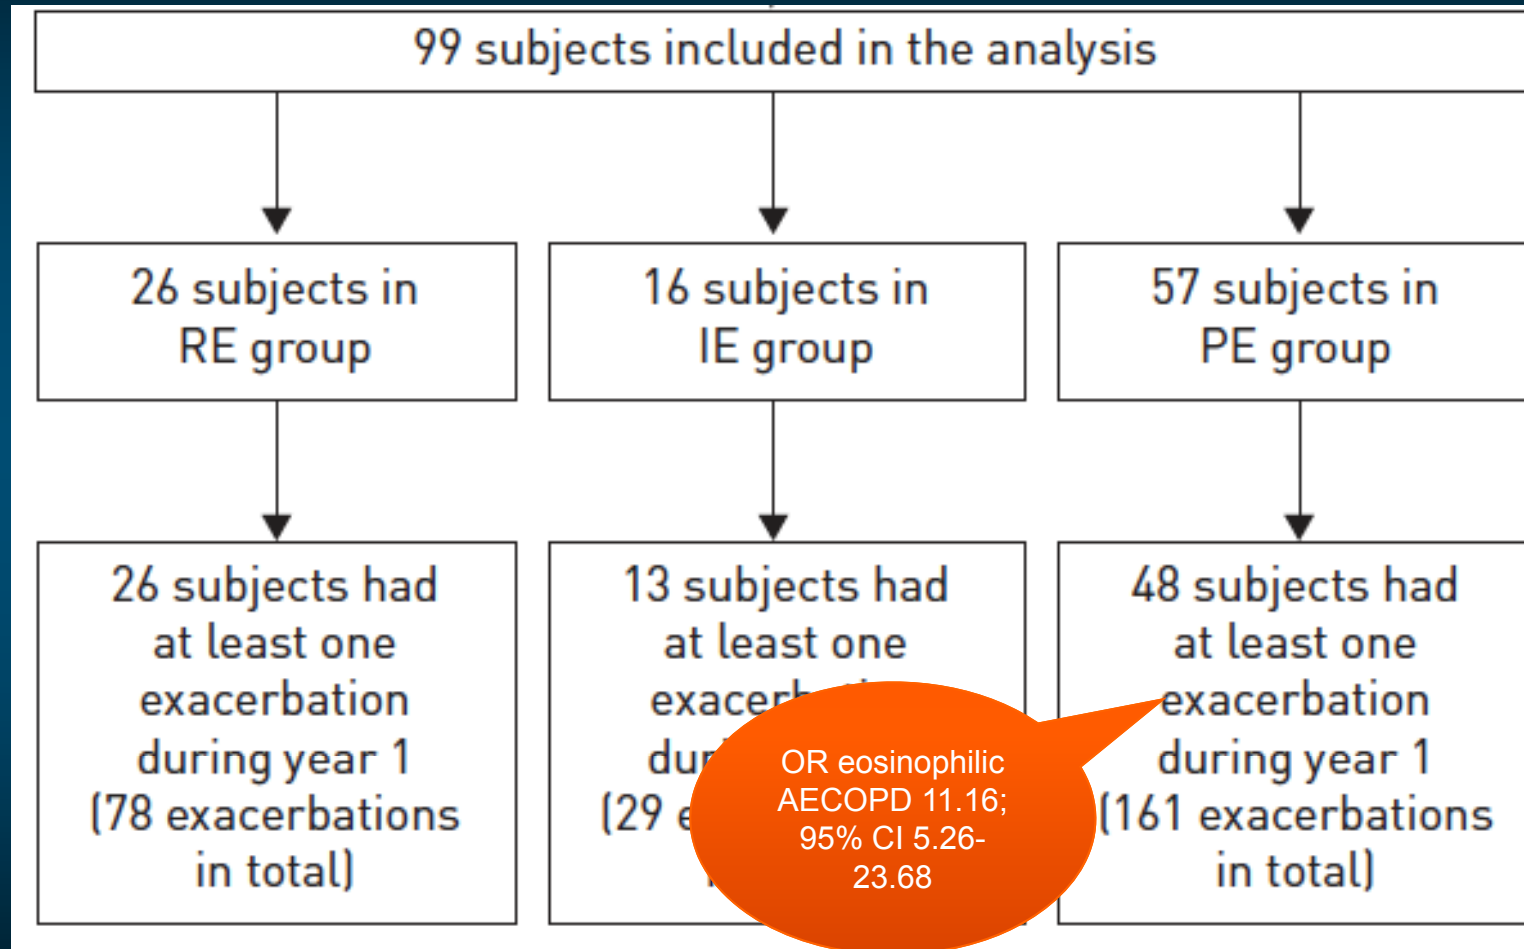 99 subjects included in the analysis
26 subjects in
RE group
16 subjects in
IE group
57 subjects in
PE group
26 subjects had
at least one
exacerbation
during year 1
(78 exacerbations
in total)
13 subjects had
at least one
(29
48 subjects had
at least one
exacerbation
during year 1
(161 exacerbations
in total)
OR eosinophilic
AECOPD 11.16;
95% CI 5.26-
23.68